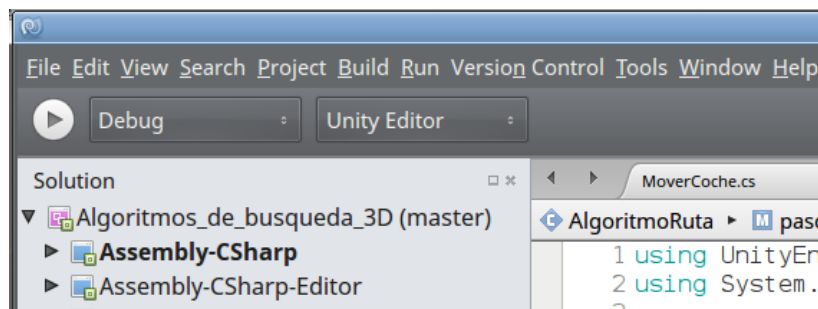 File Edit View Search Project Build Run Version Control Tools Window Help
Debug Unity Editor
Solution MoverCoche.cs
Algoritmos_de_busqueda_3D (master) AlgoritmoRuta
Assembly-CSharp 1 using
Assembly-CSharp-Editor 2 using System.